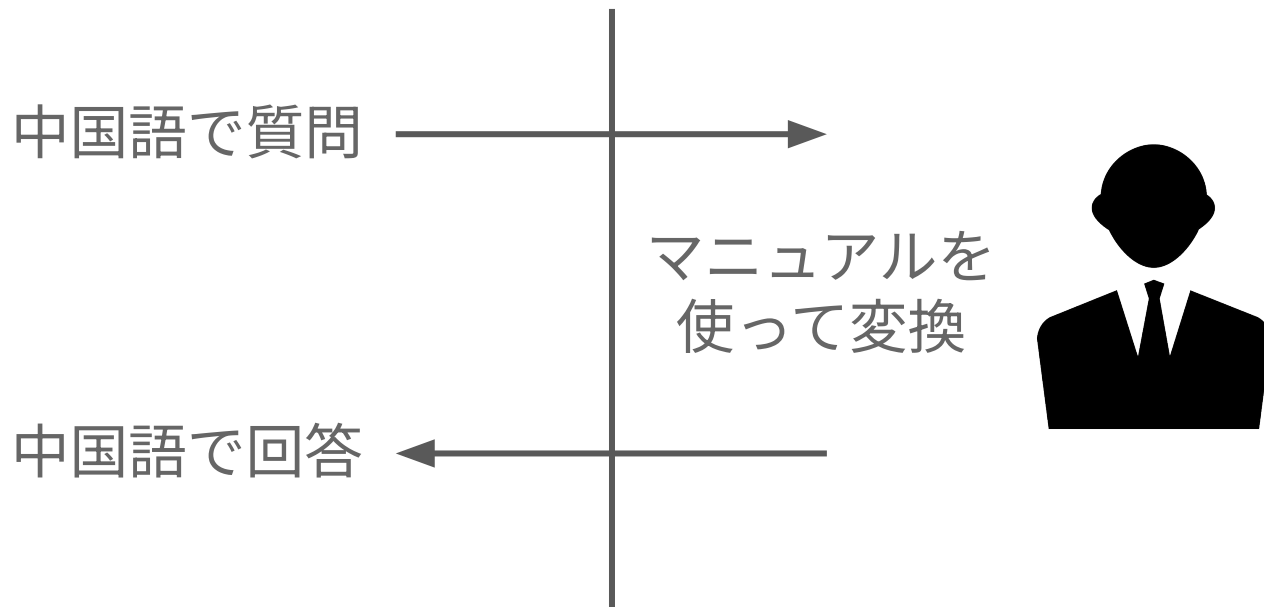 中国語で質問
マニュアルを
使って変換
中国語で回答